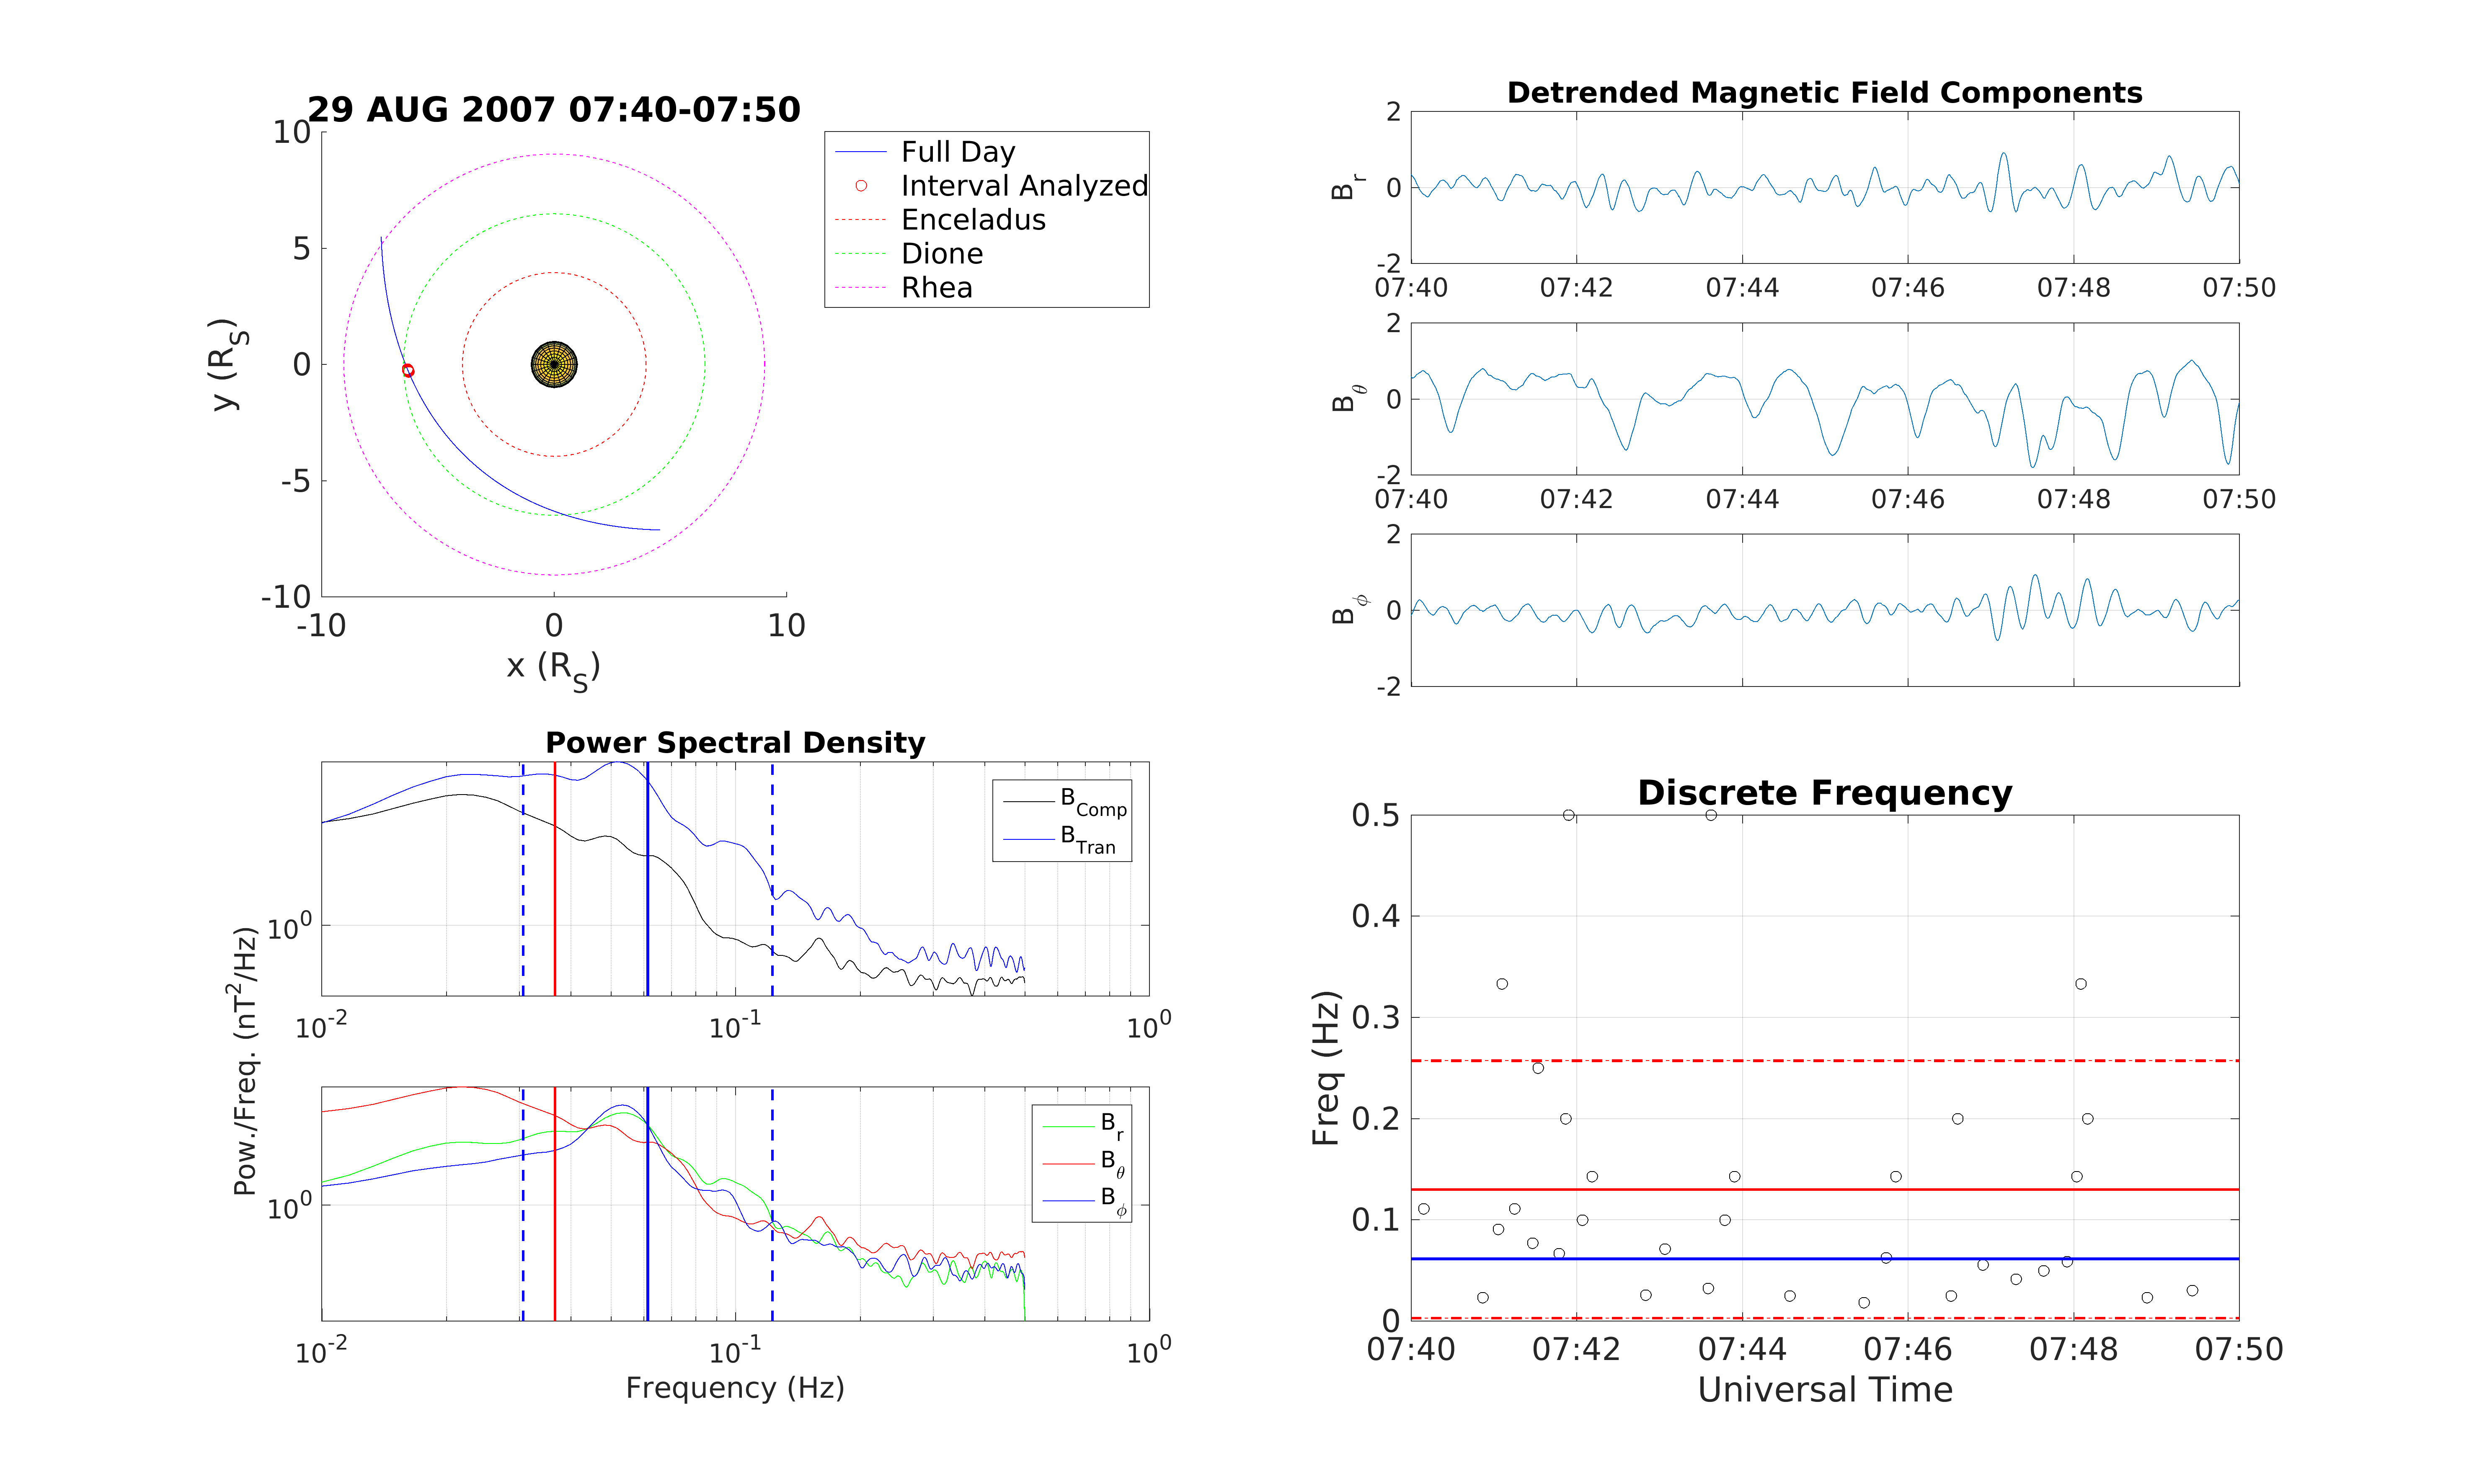 29 AUG 2007 07:40-07:50
10
5
0
-5
-10
-10 0 10
y (R_S)
x (R_S)
Full Day
Interval Analyzed
Enceladus
Dione
Rhea
Detrended Magnetic Field Components
2
0
-2
B_r
07:40 07:42 07:44 07:46 07:48 07:50
2
0
-2
B_θ
07:40 07:42 07:44 07:46 07:48 07:50
2
0
-2
B_ϕ
Power Spectral Density
10^0
B_Comp
B_Tran
10^-2 10^-1 10^0
Pow./Freq. (nT^2/Hz)
10^0
B_r
B_θ
B_ϕ
10^-2 10^-1 10^0
Frequency (Hz)
Discrete Frequency
0.5
0.4
0.3
0.2
0.1
0
Freq (Hz)
07:40 07:42 07:44 07:46 07:48 07:50
Universal Time